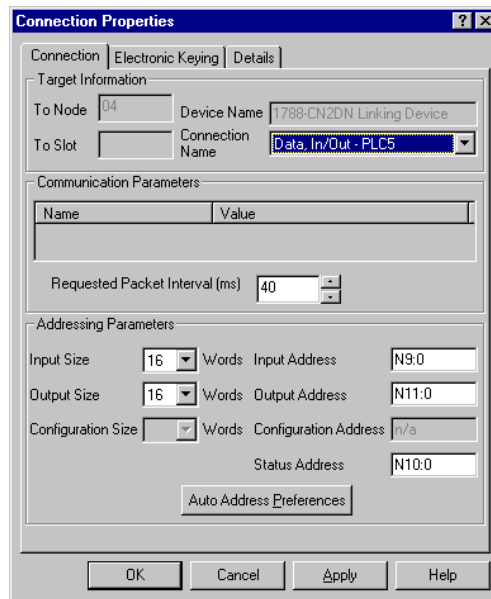 Connection Properties
Connection Electronic Keying Details
Target Information
To Node 04 Device Name 1788-CN2DN Linking Device
To Slot Connection Name Data, In/Out - PLC5
Communication Parameters
Name Value
Requested Packet Interval (ms) 40
Addressing Parameters
Input Size 16 Words Input Address N9:0
Output Size 16 Words Output Address N11:0
Configuration Size Words Configuration Address n/a
Status Address N10:0
Auto Address Preferences
OK Cancel Apply Help